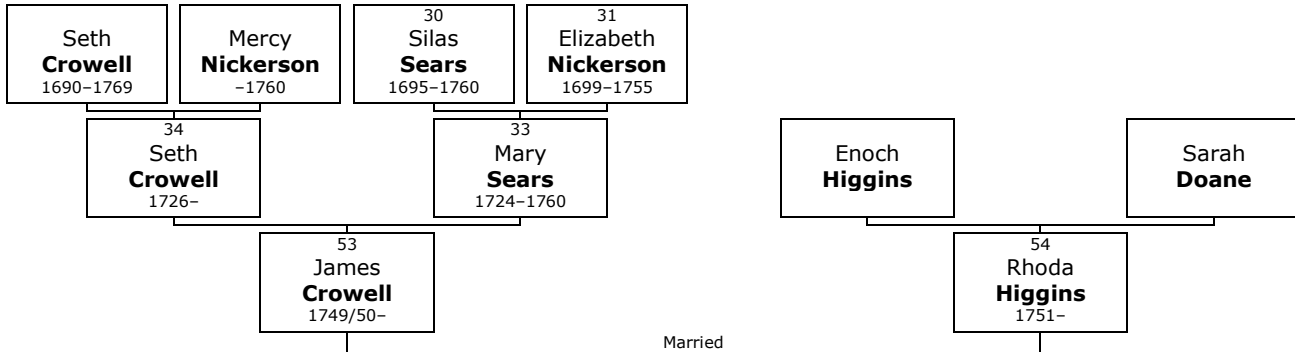 Seth
Crowell
1690–1769
Mercy
Nickerson
–1760
30
Silas
Sears
1695–1760
31
Elizabeth
Nickerson
1699–1755
34
Seth
Crowell
1726–
33
Mary
Sears
1724–1760
Enoch
Higgins
Sarah
Doane
53
James
Crowell
1749/50–
54
Rhoda
Higgins
1751–
Married